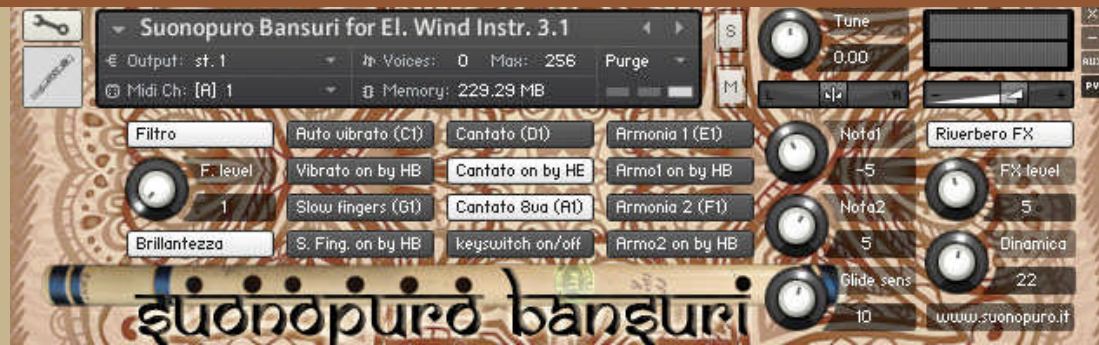 Suonopuro Bansuri for El. Wind Instr. 3.1
S
Tune
0.00
X
−
AUX
PV
Output: st. 1
Voices: 0 Max: 256
Purge
Midi Ch: [A] 1
Memory: 229.29 MB
M
L
R
- +
Filtro
Auto vibrato (C1)
Cantato (D1)
Armonia 1 (E1)
Nota1
Riverbero FX
F. level
Vibrato on by HB
Cantato on by HE
Armo1 on by HB
-5
FX level
1
Slow fingers (G1)
Cantato 8va (A1)
Armonia 2 (F1)
Nota2
5
Brillantezza
S. Fing. on by HB
keyswitch on/off
Armo2 on by HB
5
Dinamica
Glide sens
22
10
www.suonopuro.it
suonopuro bansuri